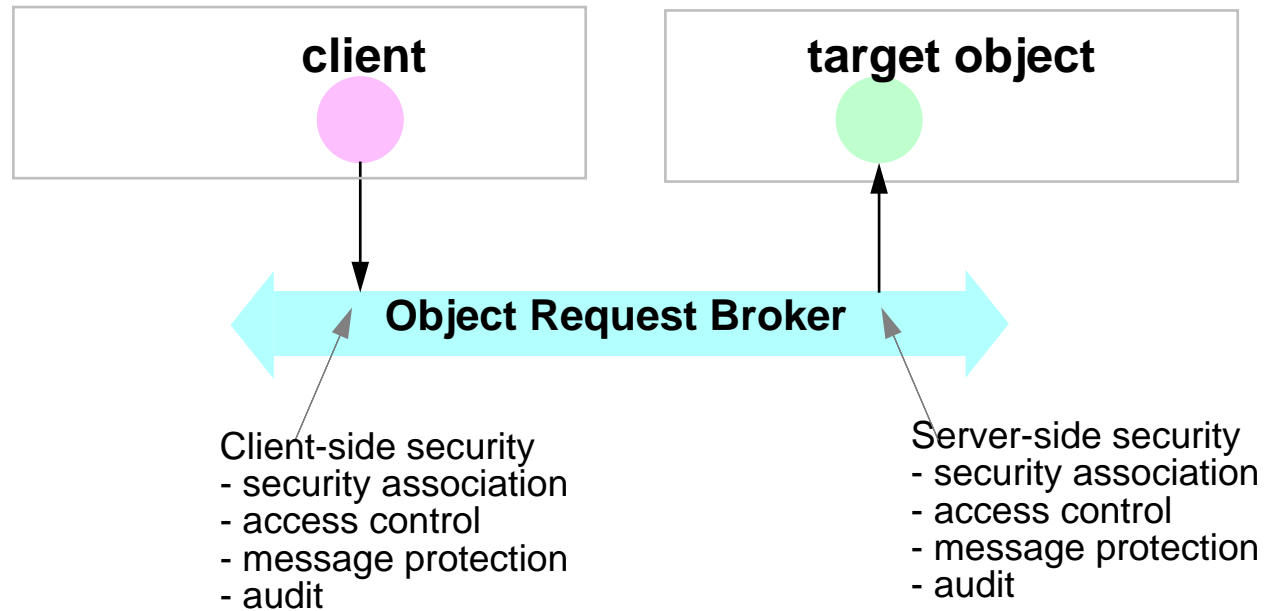 client
target object
Object Request Broker
Client-side security
- security association
- access control
- message protection
- audit
Server-side security
- security association
- access control
- message protection
- audit